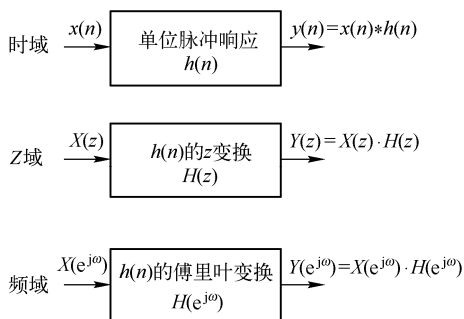 时域 x(n) 单位脉冲响应 y(n)=x(n)*h(n)
h(n)
Z域 X(z) h(n)的z变换 Y(z)=X(z)·H(z)
H(z)
频域 X(e^{jω}) h(n)的傅里叶变换 Y(e^{jω})=X(e^{jω})·H(e^{jω})
H(e^{jω})